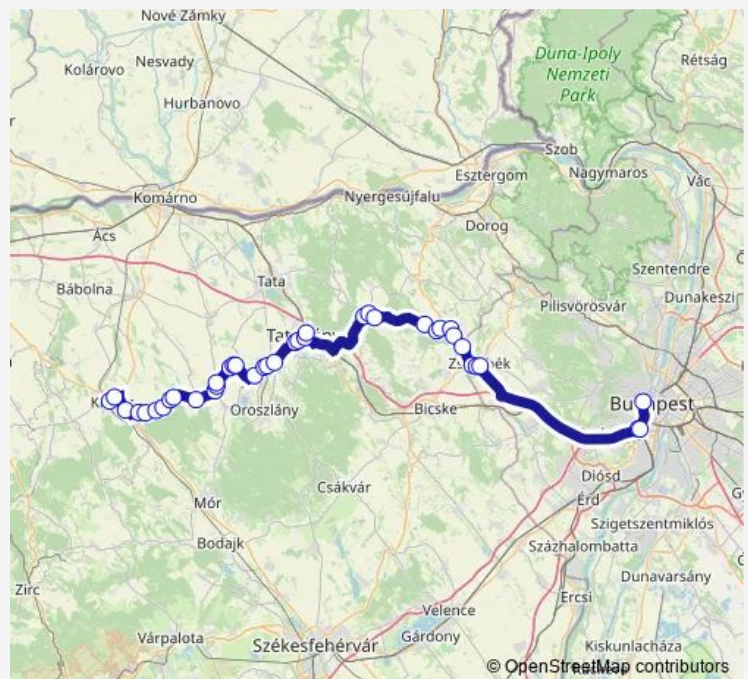 Nové Zámky
Nesvady
Kolárovo
Hurbanovo
Duna-Ipoly
Nemzeti
Park
Rétság
Szob
Esztergom
Nagymaros
Vác
Komárno
Nyergesújfalu
Dorog
Ács
Szentendre
Tata
Bábolna
Dunakeszi
Pilisvörösvár
Budapest
Oroszlány
Bicske
Diósd
Érd
Csákvár
Mór
Szigetszentmiklós
Bodajk
Százhalombatta
Dunavarsány
Zirc
Ercsi
Velence
Várpalota
Gárdony
Székesfehérvár
Kiskunlacháza
© OpenStreetMap contributors